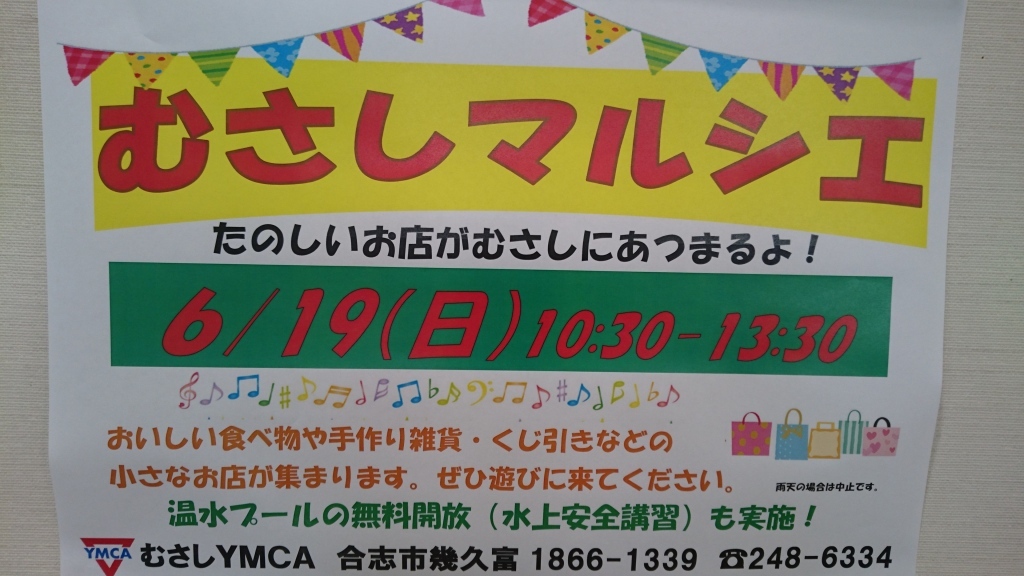 むさしマルシェ
たのしいお店がむさしにあつまるよ！
6/19(日)10:30-13:30
おいしい食べ物や手作り雑貨・くじ引きなどの
小さなお店が集まります。ぜひ遊びに来てください。
雨天の場合は中止です。
温水プールの無料開放（水上安全講習）も実施！
YMCA むさしYMCA 合志市幾久富 1866-1339 ☎248-6334